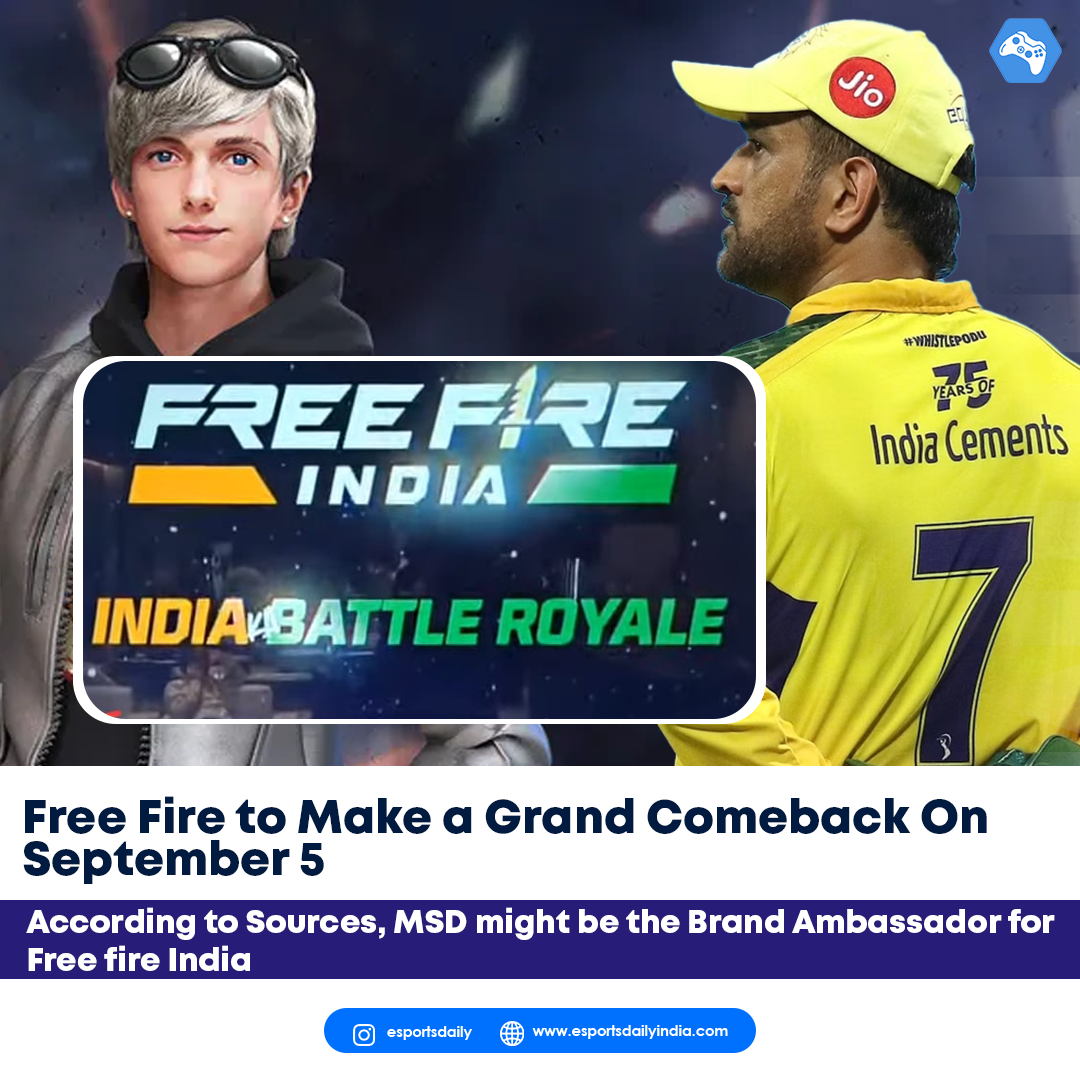 Jio
#WHISTLEPODU
75
YEARS OF
India Cements
7
FREE FIRE
INDIA
INDIA KA BATTLE ROYALE
Free Fire to Make a Grand Comeback On
September 5
According to Sources, MSD might be the Brand Ambassador for
Free fire India
esportsdaily
www.esportsdailyindia.com